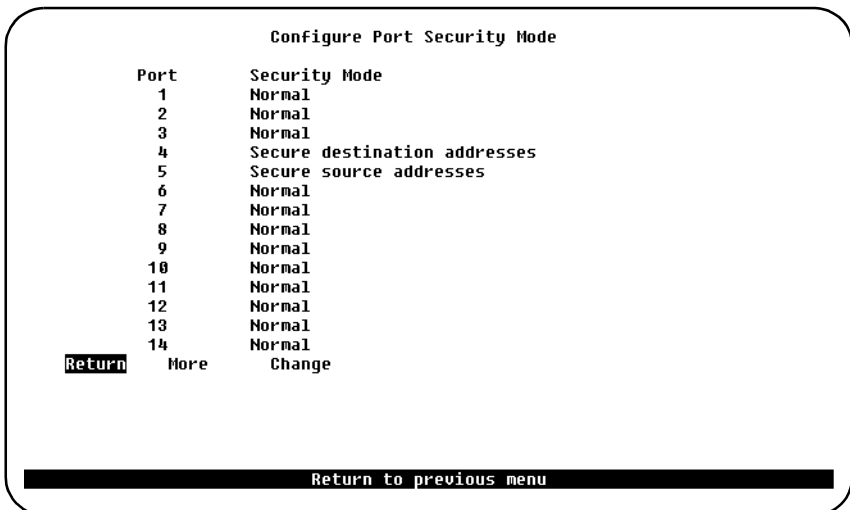 Configure Port Security Mode
Port Security Mode
1 Normal
2 Normal
3 Normal
4 Secure destination addresses
5 Secure source addresses
6 Normal
7 Normal
8 Normal
9 Normal
10 Normal
11 Normal
12 Normal
13 Normal
14 Normal
Return More Change
Return to previous menu